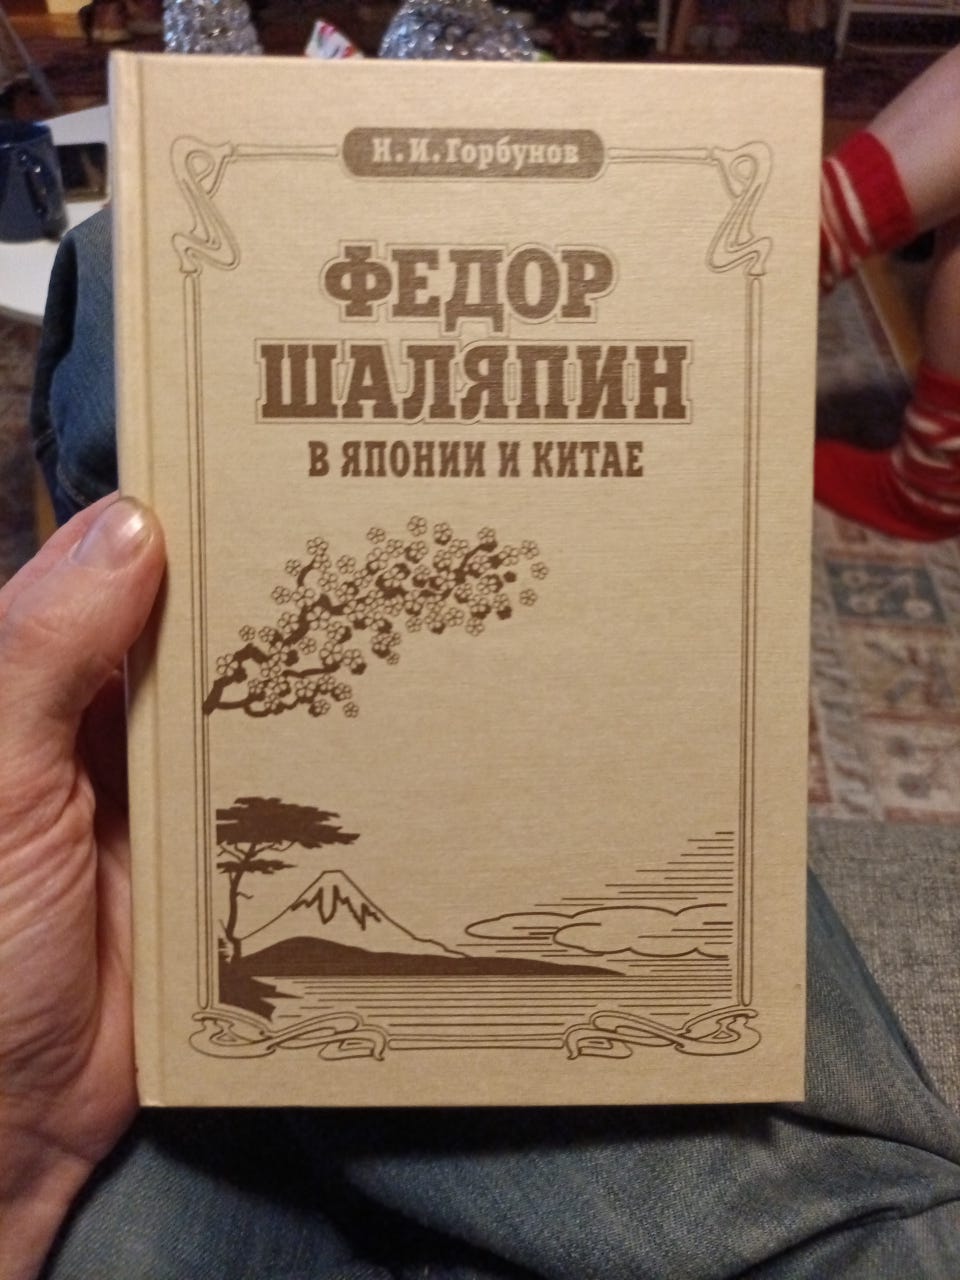 Н. И. Горбунов
ФЕДОР
ШАЛЯПИН
В ЯПОНИИ И КИТАЕ